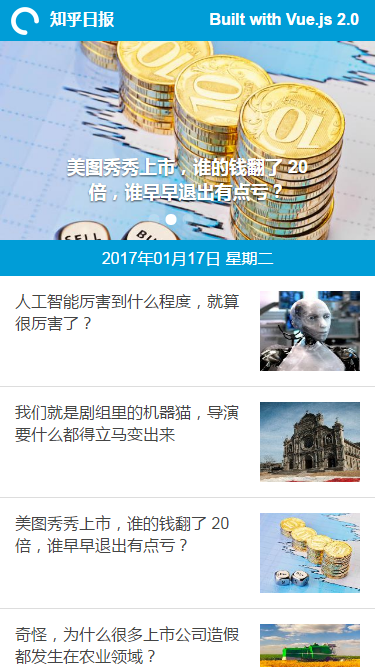 知乎日报
Built with Vue.js 2.0
美图秀秀上市，谁的钱翻了 20
倍，谁早早退出有点亏？
SELL
BU
2017年01月17日 星期二
人工智能厉害到什么程度，就算
很厉害了？
我们就是剧组里的机器猫，导演
要什么都得立马变出来
美图秀秀上市，谁的钱翻了 20
倍，谁早早退出有点亏？
奇怪，为什么很多上市公司造假
都发生在农业领域？